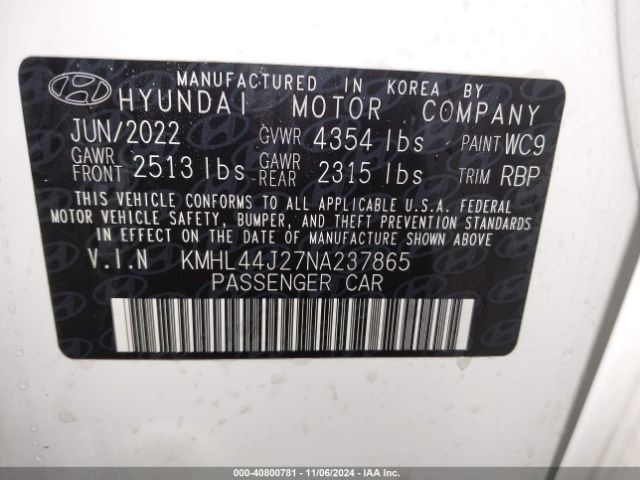 MANUFACTURED IN KOREA BY
HYUNDAI MOTOR COMPANY
JUN/2022 GVWR 4354 lbs PAINT WC9
GAWR FRONT 2513 lbs GAWR REAR 2315 lbs TRIM RBP
THIS VEHICLE CONFORMS TO ALL APPLICABLE U.S.A. FEDERAL
MOTOR VEHICLE SAFETY, BUMPER, AND THEFT PREVENTION STANDARDS
IN EFFECT ON THE DATE OF MANUFACTURE SHOWN ABOVE.
V.I.N KMHL44J27NA237865
PASSENGER CAR
000-40800781 - 11/06/2024 - IAA Inc.